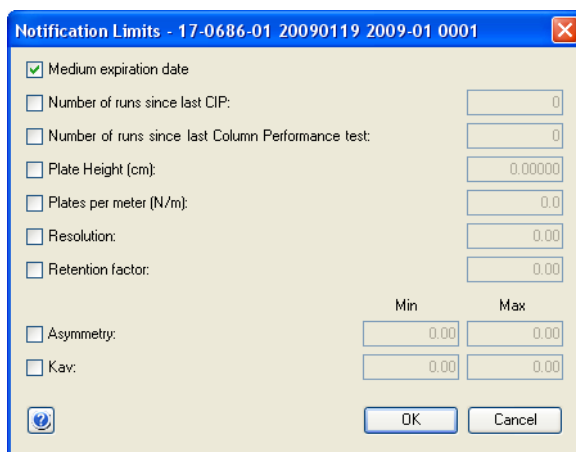 Notification Limits - 17-0686-01 20090119 2009-01 0001
Medium expiration date
Number of runs since last CIP: 0
Number of runs since last Column Performance test: 0
Plate Height (cm): 0.00000
Plates per meter (N/m): 0.0
Resolution: 0.00
Retention factor: 0.00
Min Max
Asymmetry: 0.00 0.00
Kav: 0.00 0.00
? OK Cancel